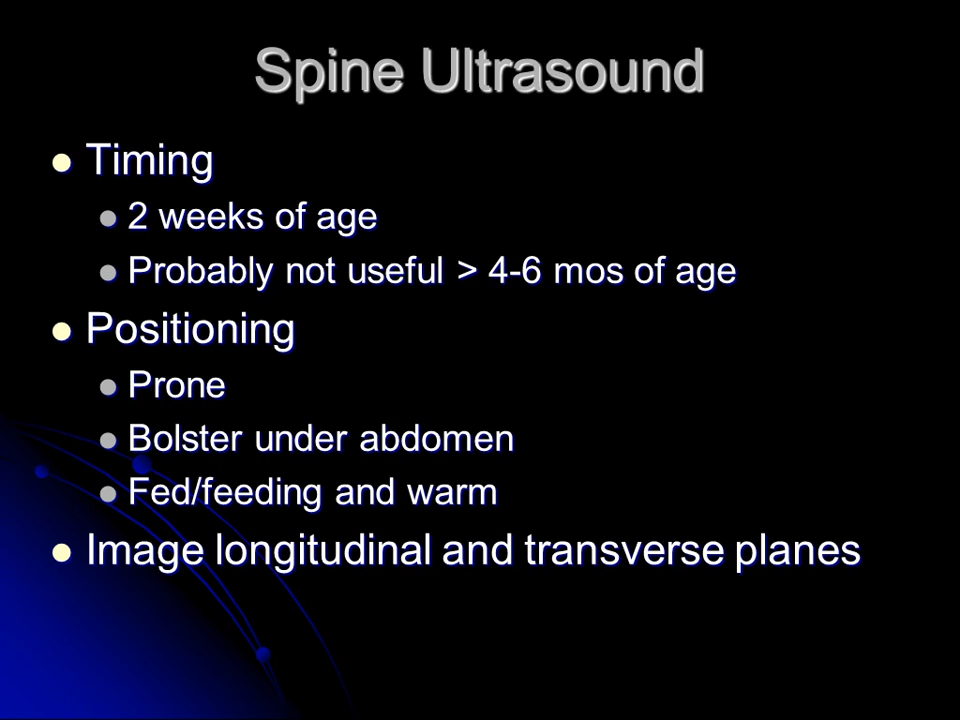 Spine Ultrasound
Timing
2 weeks of age
Probably not useful > 4-6 mos of age
Positioning
Prone
Bolster under abdomen
Fed/feeding and warm
Image longitudinal and transverse planes